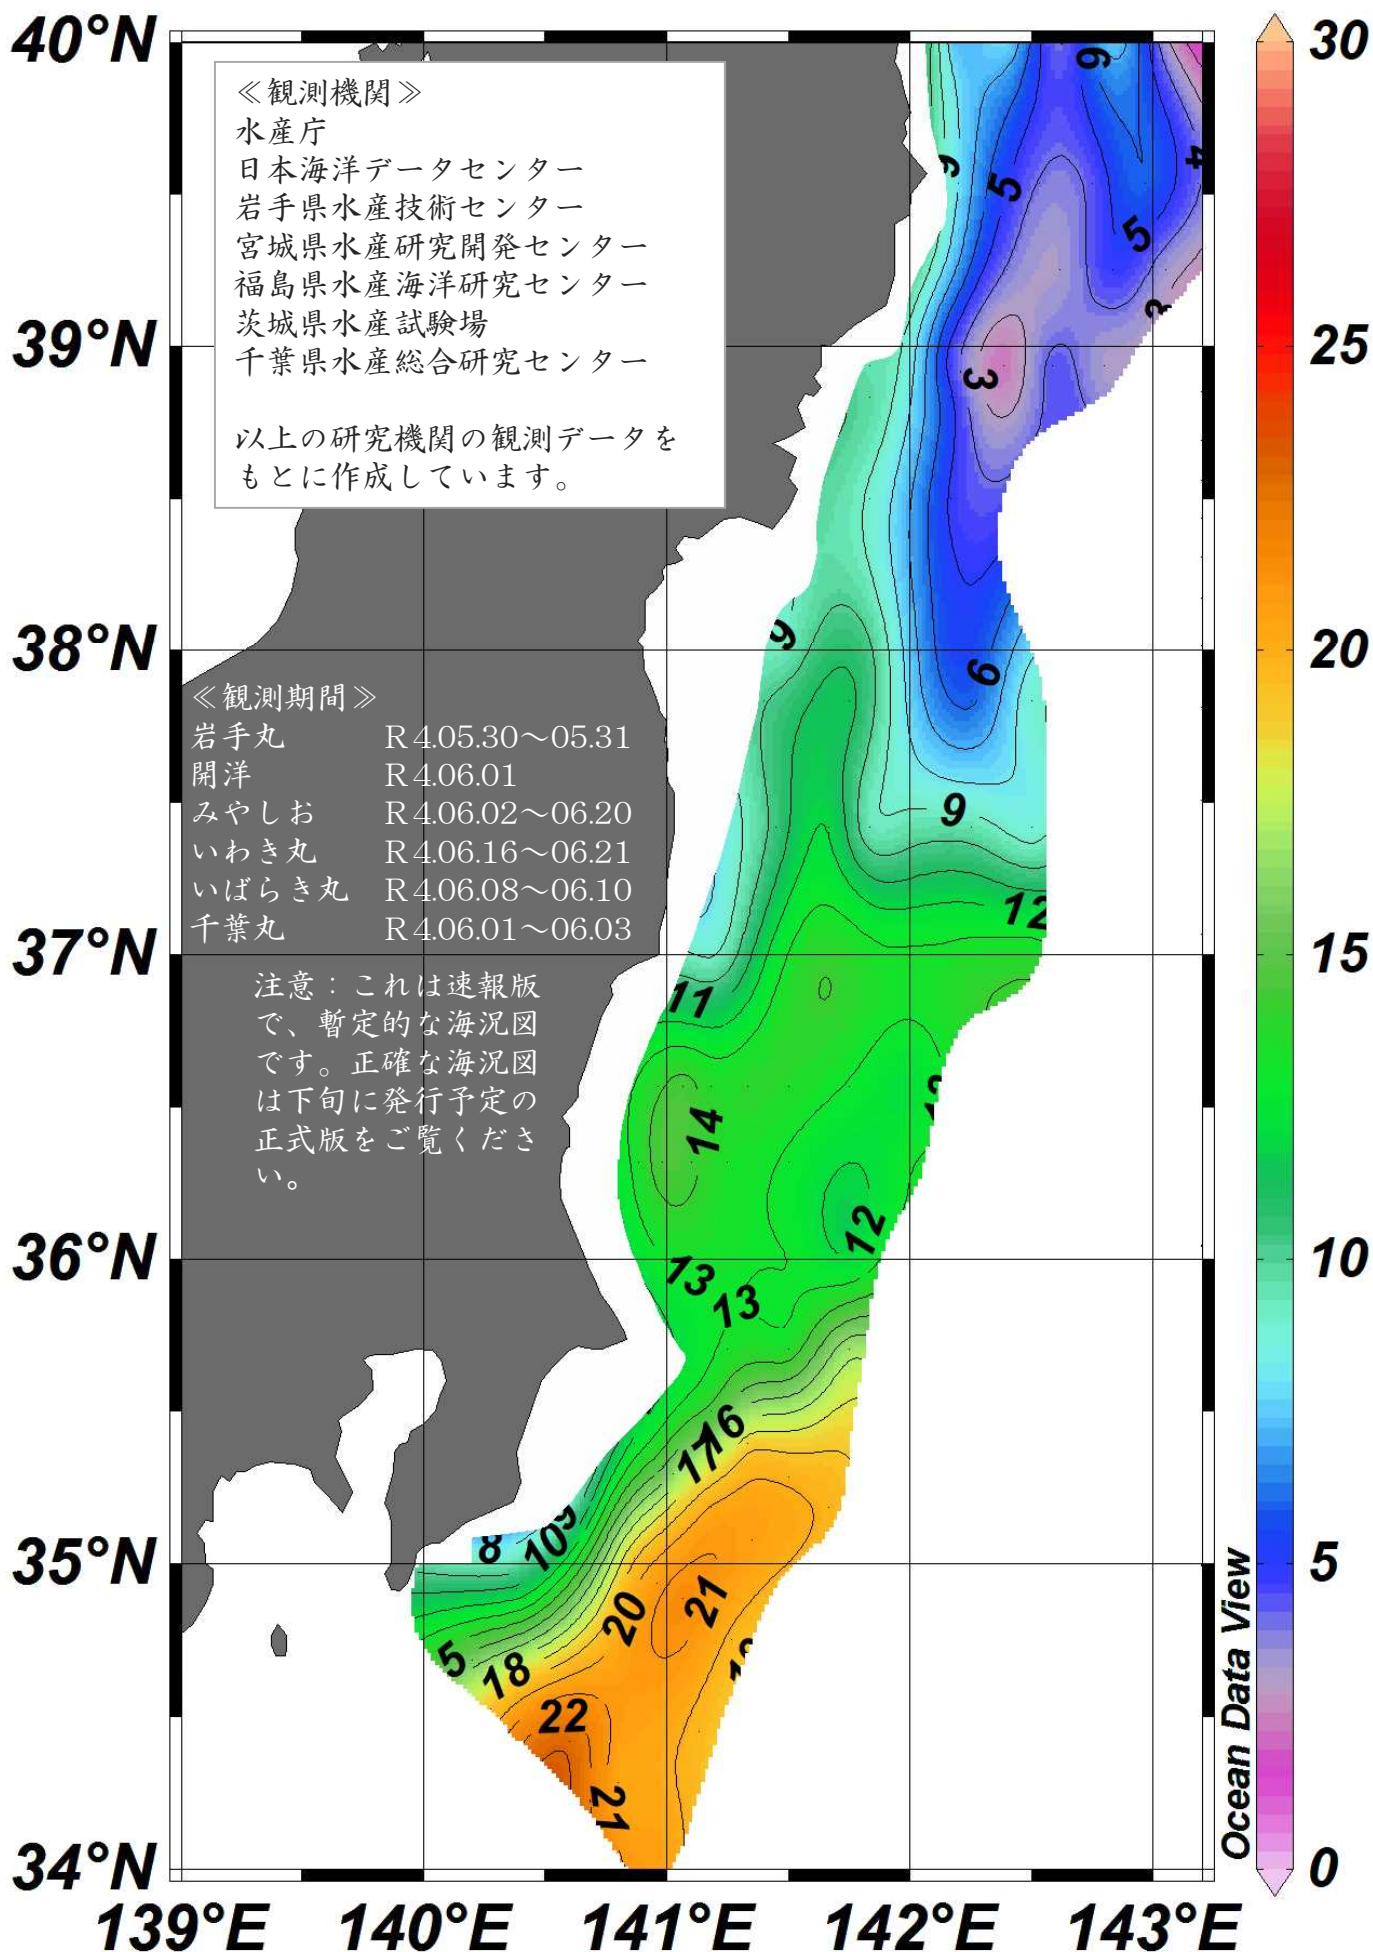 40°N
39°N
38°N
37°N
36°N
35°N
34°N
139°E
140°E
141°E
142°E
143°E
≪観測機関≫
水産庁
日本海洋データセンター
岩手県水産技術センター
宮城県水産研究開発センター
福島県水産海洋研究センター
茨城県水産試験場
千葉県水産総合研究センター
以上の研究機関の観測データを
もとに作成しています。
≪観測期間≫
岩手丸 R4.05.30～05.31
開洋 R4.06.01
みやしお R4.06.02～06.20
いわき丸 R4.06.16～06.21
いばらき丸 R4.06.08～06.10
千葉丸 R4.06.01～06.03
注意：これは速報版
で、暫定的な海況図
です。正確な海況図
は下旬に発行予定の
正式版をご覧くださ
い。
6
5
4
5
3
3
9
6
9
12
11
14
12
13
13
16
17
9
10
8
20
21
5
18
22
21
30
25
20
15
10
5
0
Ocean Data View